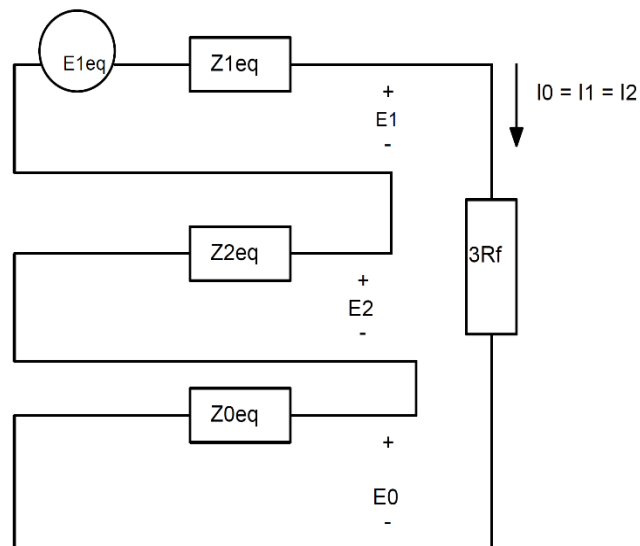 E1eq
Z1eq
+
E1
-
I0 = I1 = I2
Z2eq
3Rf
+
E2
-
Z0eq
+
E0
-